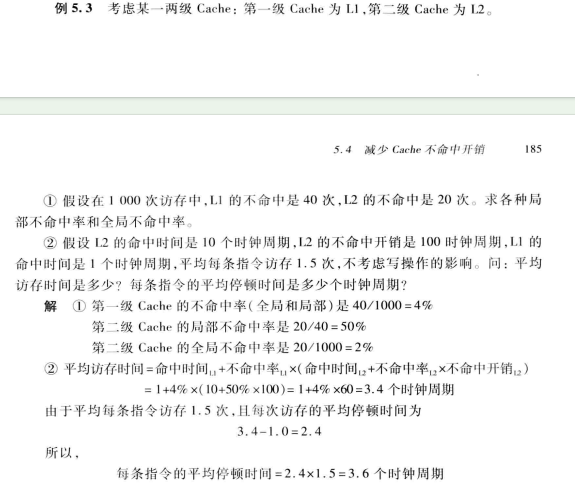 例 5.3 考虑某一两级 Cache：第一级 Cache 为 L1，第二级 Cache 为 L2。
5.4 减少 Cache 不命中开销 185
① 假设在 1 000 次访存中，L1 的不命中是 40 次，L2 的不命中是 20 次。求各种局
部不命中率和全局不命中率。
② 假设 L2 的命中时间是 10 个时钟周期，L2 的不命中开销是 100 时钟周期，L1 的
命中时间是 1 个时钟周期，平均每条指令访存 1.5 次，不考虑写操作的影响。问：平均
访存时间是多少？每条指令的平均停顿时间是多少个时钟周期？
解 ① 第一级 Cache 的不命中率（全局和局部）是 40/1000 = 4%
第二级 Cache 的局部不命中率是 20/40 = 50%
第二级 Cache 的全局不命中率是 20/1000 = 2%
② 平均访存时间 = 命中时间L1+不命中率L1×（命中时间L2+不命中率L2×不命中开销L2）
= 1+4%×(10+50%×100) = 1+4%×60 = 3.4 个时钟周期
由于平均每条指令访存 1.5 次，且每次访存的平均停顿时间为
3.4-1.0 = 2.4
所以，
每条指令的平均停顿时间 = 2.4×1.5 = 3.6 个时钟周期